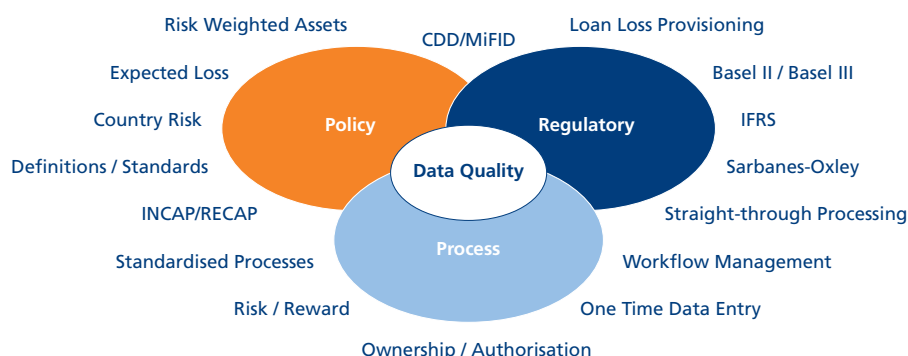 Risk Weighted Assets
CDD/MiFID
Loan Loss Provisioning
Expected Loss
Basel II / Basel III
Country Risk
Policy
Regulatory
IFRS
Definitions / Standards
Data Quality
Sarbanes-Oxley
INCAP/RECAP
Straight-through Processing
Process
Standardised Processes
Workflow Management
Risk / Reward
One Time Data Entry
Ownership / Authorisation